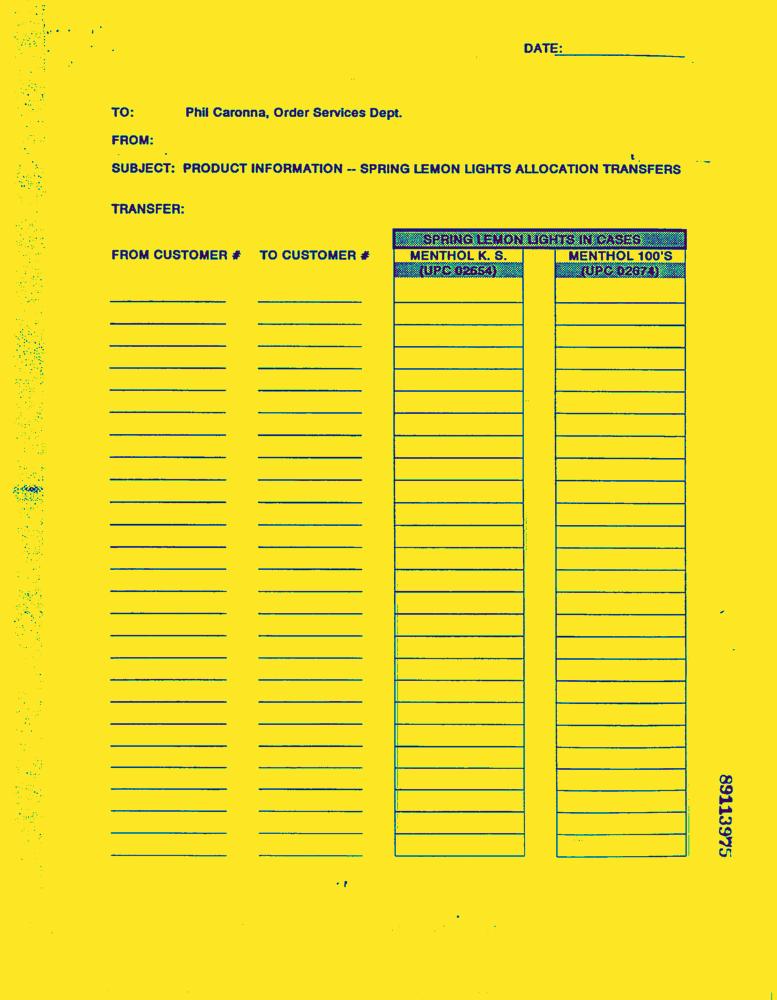 DATE:
TO: Phil Caronna, Order Services Dept.
FROM:
SUBJECT: PRODUCT INFORMATION -- SPRING LEMON LIGHTS ALLOCATION TRANSFERS
TRANSFER:
SPRING LEMON LIGHTS IN CASES
FROM CUSTOMER # TO CUSTOMER # MENTHOL K. S. MENTHOL 100'S
(UPC 02654) (UPC 02674)
89113975